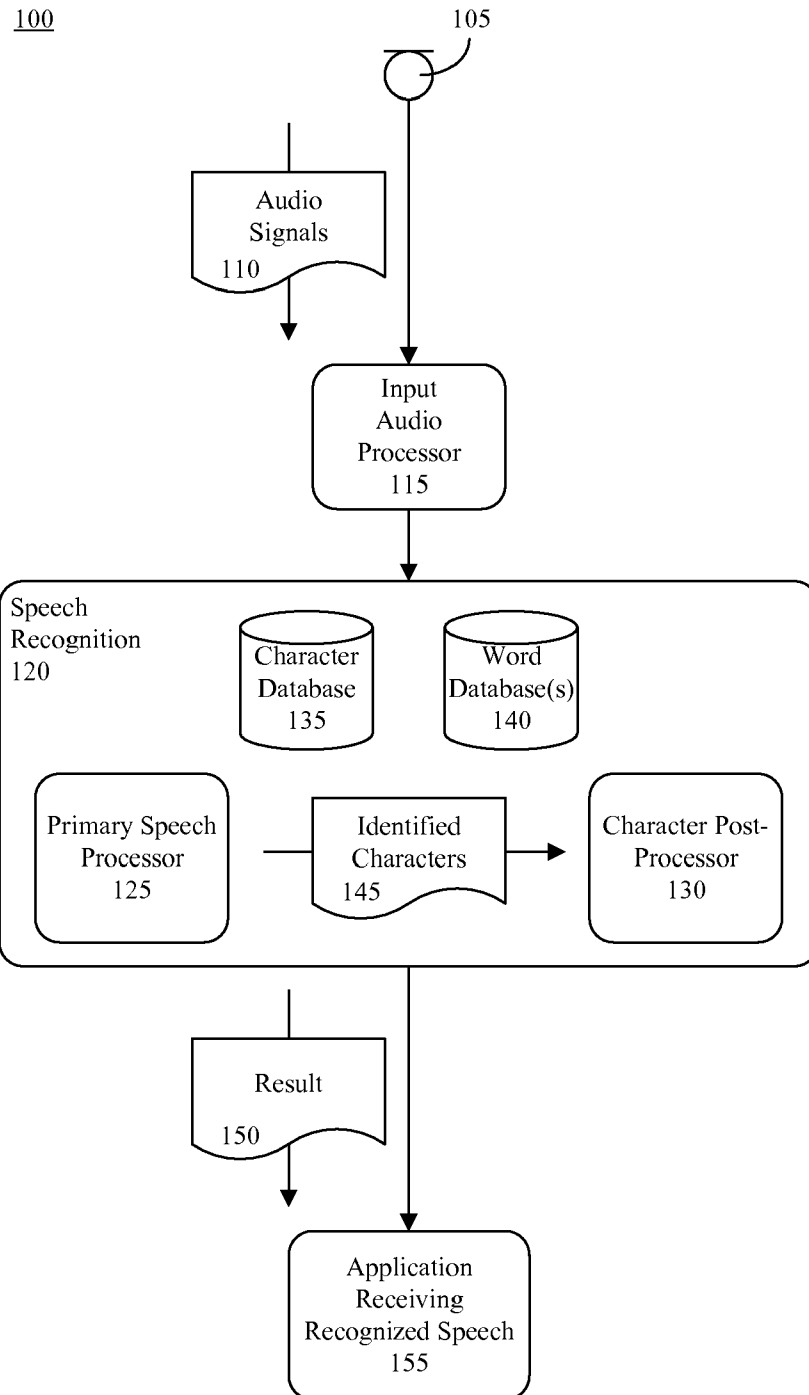 100
105
Audio
Signals
110
Input
Audio
Processor
115
Speech
Recognition
120
Character
Database
135
Word
Database(s)
140
Primary Speech
Processor
125
Identified
Characters
145
Character Post-
Processor
130
Result
150
Application
Receiving
Recognized Speech
155